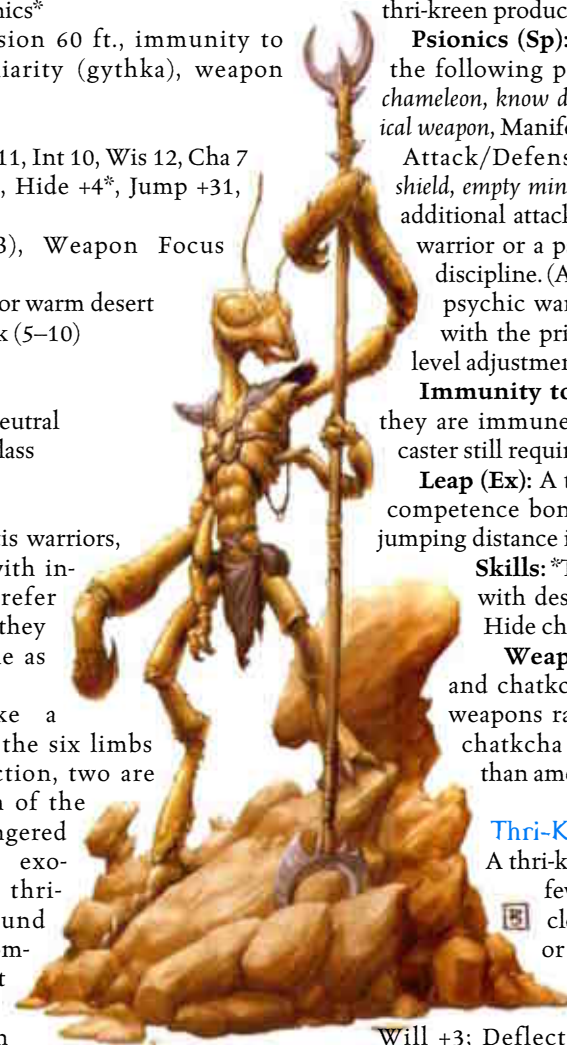 nics*
sion 60 ft., immunity to
iarity (gythka), weapon
11, Int 10, Wis 12, Cha 7
, Hide +4*, Jump +31,
3), Weapon Focus
or warm desert
k (5–10)
eutral
lass
is warriors,
with in-
refer
they
e as
ke a
the six limbs
ction, two are
n of the
ngered
exo-
thri-
und
om-
t
n
thri-kreen produc
Psionics (Sp):
the following p
chameleon, know d
ical weapon, Manife
Attack/Defens
shield, empty min
additional attack
warrior or a p
discipline. (A
psychic war
with the pri
level adjustmen
Immunity to
they are immune
caster still requir
Leap (Ex): A t
competence bon
jumping distance i
Skills: *T
with des
Hide ch
Weap
and chatkc
weapons ra
chatkcha
than amo
Thri-K
A thri-k
few
clo
or
Will +3; Deflect